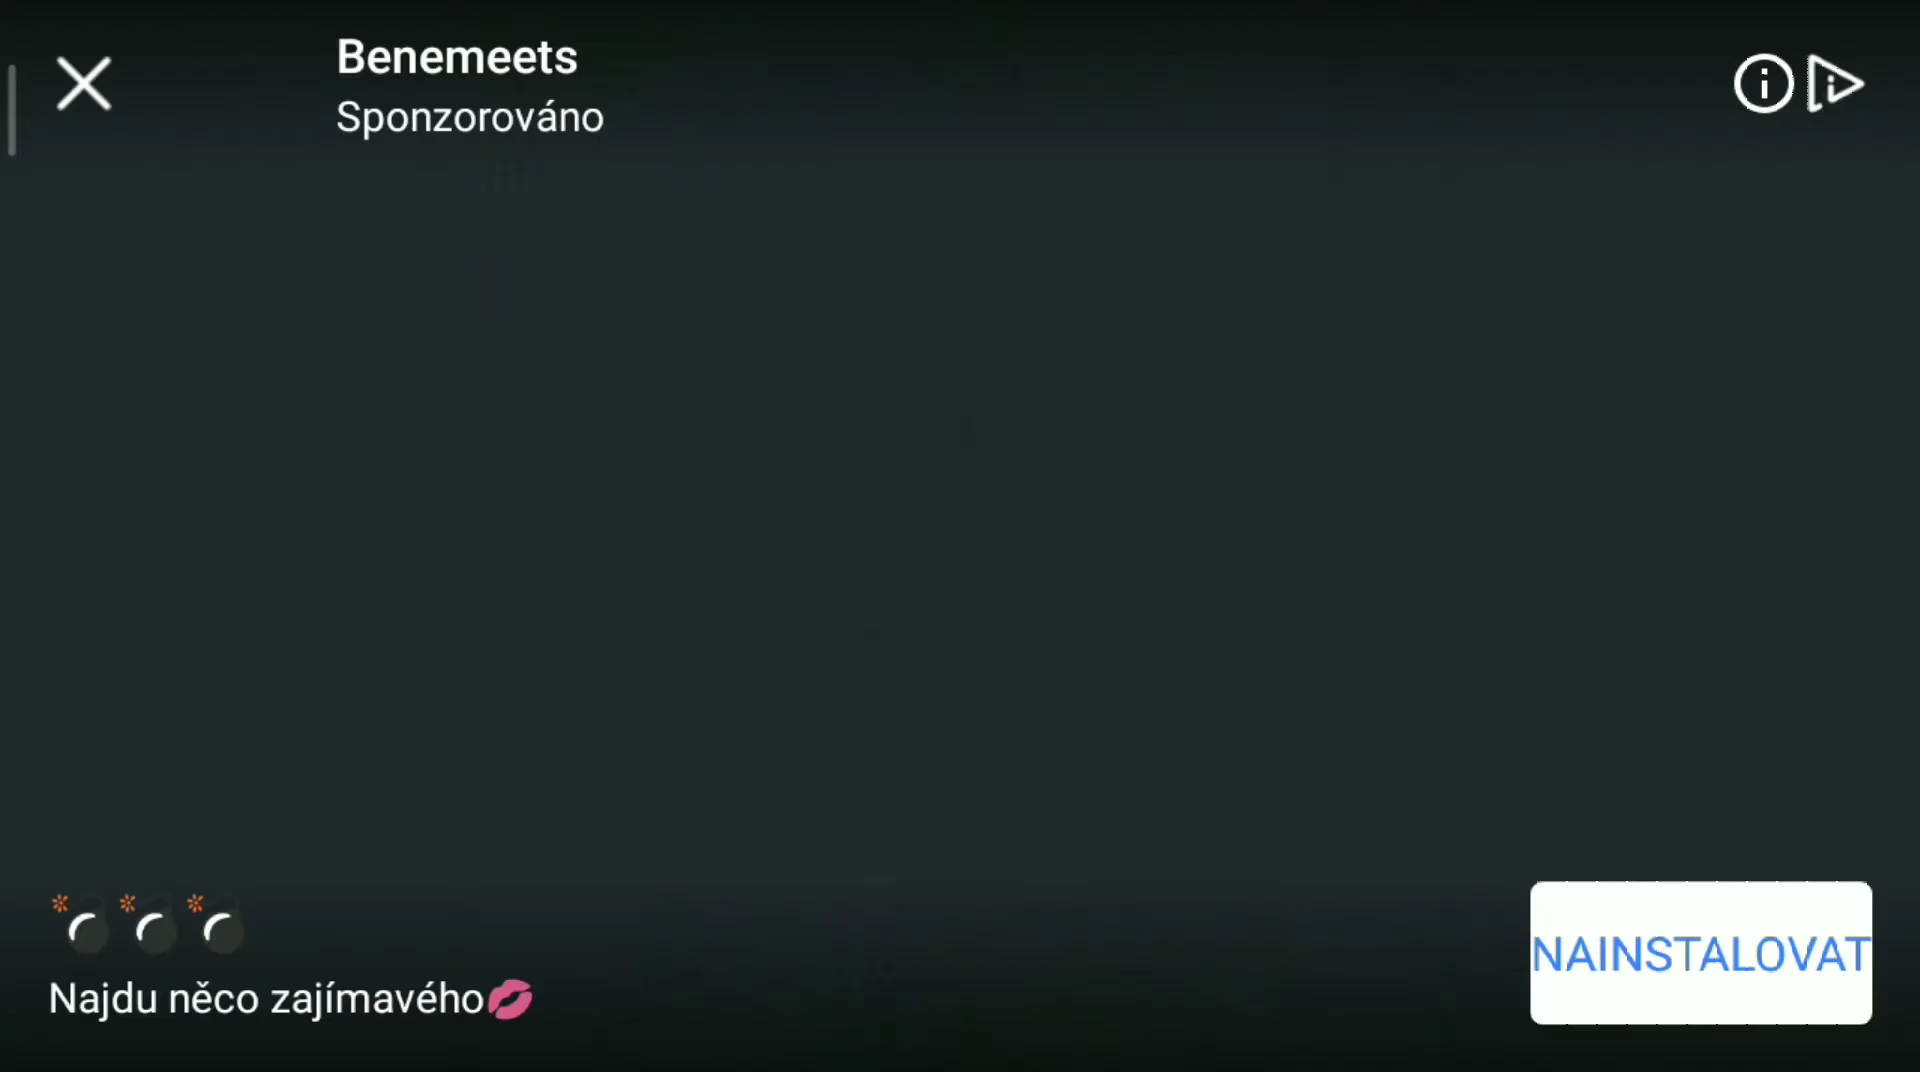 Benemeets
Sponzorováno
💣💣💣
Najdu něco zajímavého💋
NAINSTALOVAT